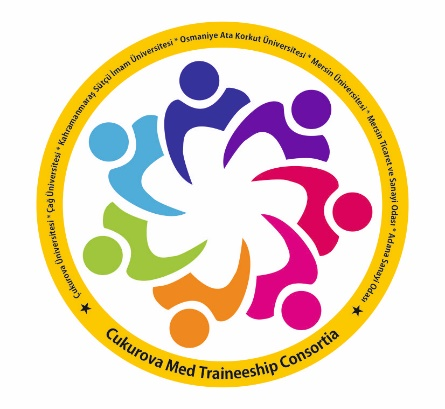 Çukurova Üniversitesi * Çağ Üniversitesi * Kahramanmaraş Sütçü İmam Üniversitesi * Osmaniye Ata Korkut Üniversitesi * Mersin Üniversitesi * Mersin Ticaret ve Sanayi Odası * Adana Sanayi Odası
Cukurova Med Traineeship Consortia